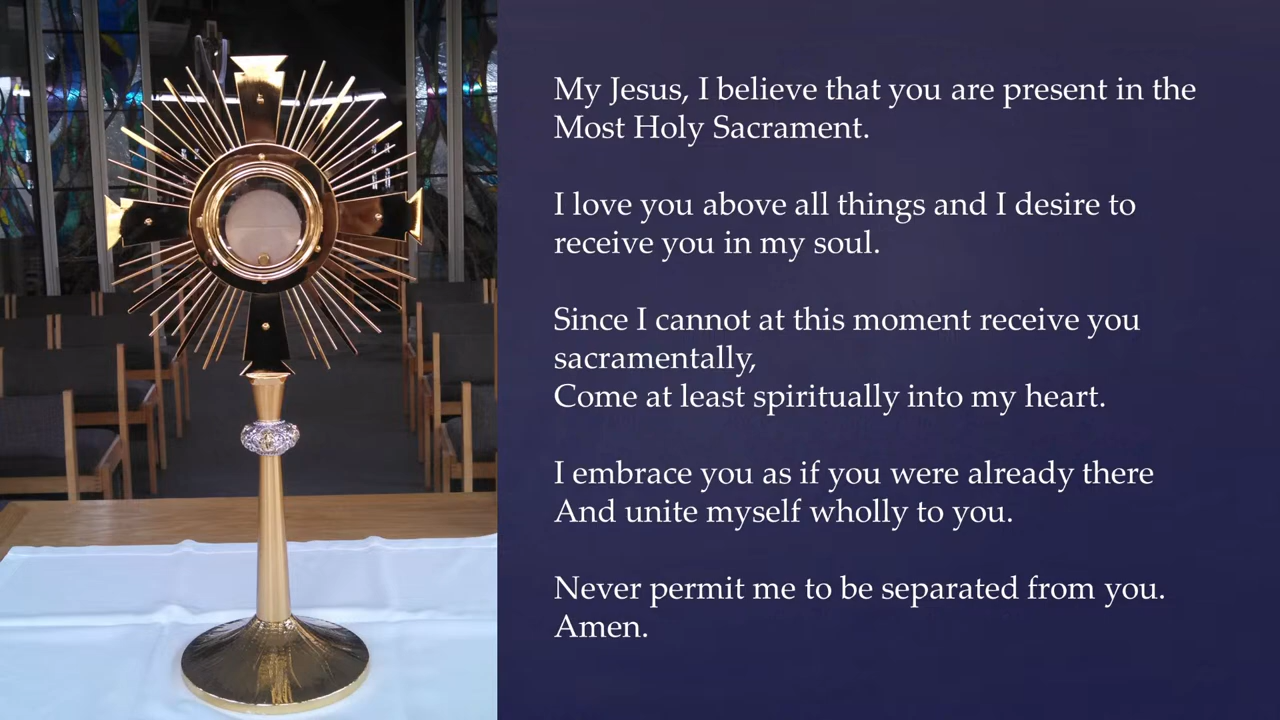 My Jesus, I believe that you are present in the
Most Holy Sacrament.
I love you above all things and I desire to
receive you in my soul.
Since I cannot at this moment receive you
sacramentally,
Come at least spiritually into my heart.
I embrace you as if you were already there
And unite myself wholly to you.
Never permit me to be separated from you.
Amen.